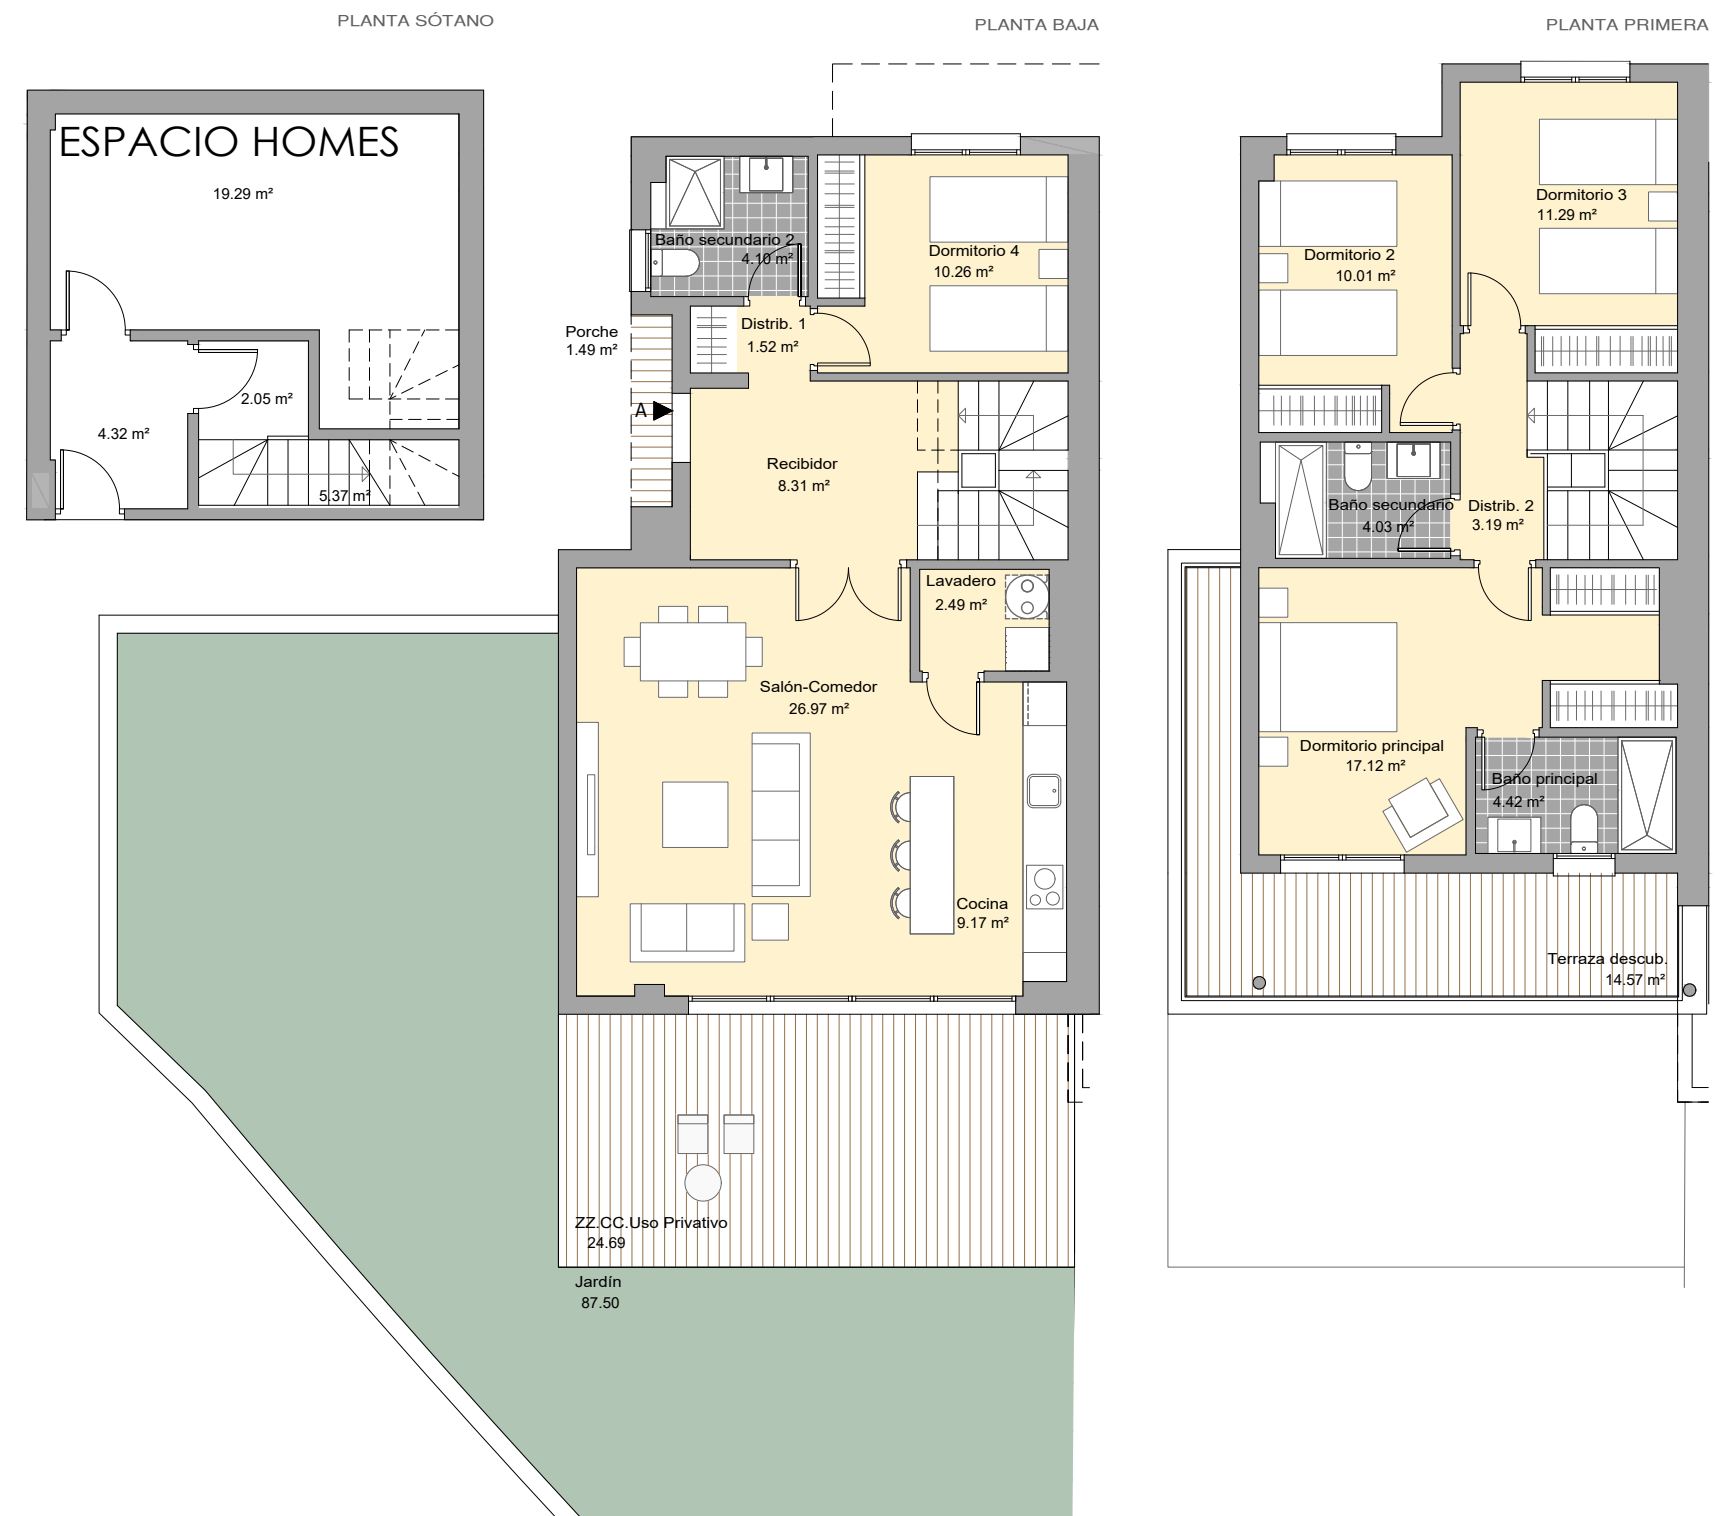 PLANTA SÓTANO
ESPACIO HOMES
19.29 m²
2.05 m²
4.32 m²
5.37 m²
PLANTA BAJA
Baño secundario 2
4.10 m²
Dormitorio 4
10.26 m²
Porche
1.49 m²
Distrib. 1
1.52 m²
A
Recibidor
8.31 m²
Lavadero
2.49 m²
Salón-Comedor
26.97 m²
Cocina
9.17 m²
ZZ.CC.Uso Privativo
24.69
Jardín
87.50
PLANTA PRIMERA
Dormitorio 3
11.29 m²
Dormitorio 2
10.01 m²
Baño secundario
4.03 m²
Distrib. 2
3.19 m²
Dormitorio principal
17.12 m²
Baño principal
4.42 m²
Terraza descub.
14.57 m²